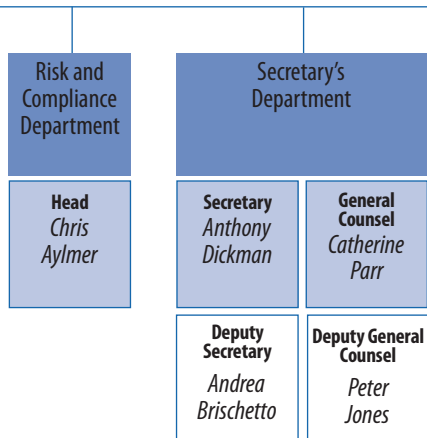 Risk and
Compliance
Department
Head
Chris
Aylmer
Secretary’s
Department
Secretary
Anthony
Dickman
General
Counsel
Catherine
Parr
Deputy
Secretary
Andrea
Brischetto
Deputy General
Counsel
Peter
Jones